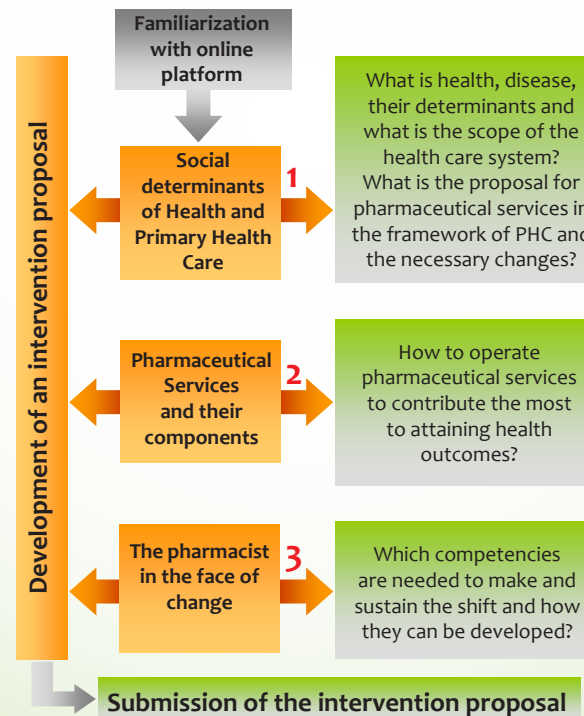 Familiarization
with online
platform
Development of an intervention proposal
Social
determinants
of Health and
Primary Health
Care
1
What is health, disease,
their determinants and
what is the scope of the
health care system?
What is the proposal for
pharmaceutical services in
the framework of PHC and
the necessary changes?
Pharmaceutical
Services
and their
components
2
How to operate
pharmaceutical services
to contribute the most
to attaining health
outcomes?
The pharmacist
in the face of
change
3
Which competencies
are needed to make and
sustain the shift and how
they can be developed?
Submission of the intervention proposal